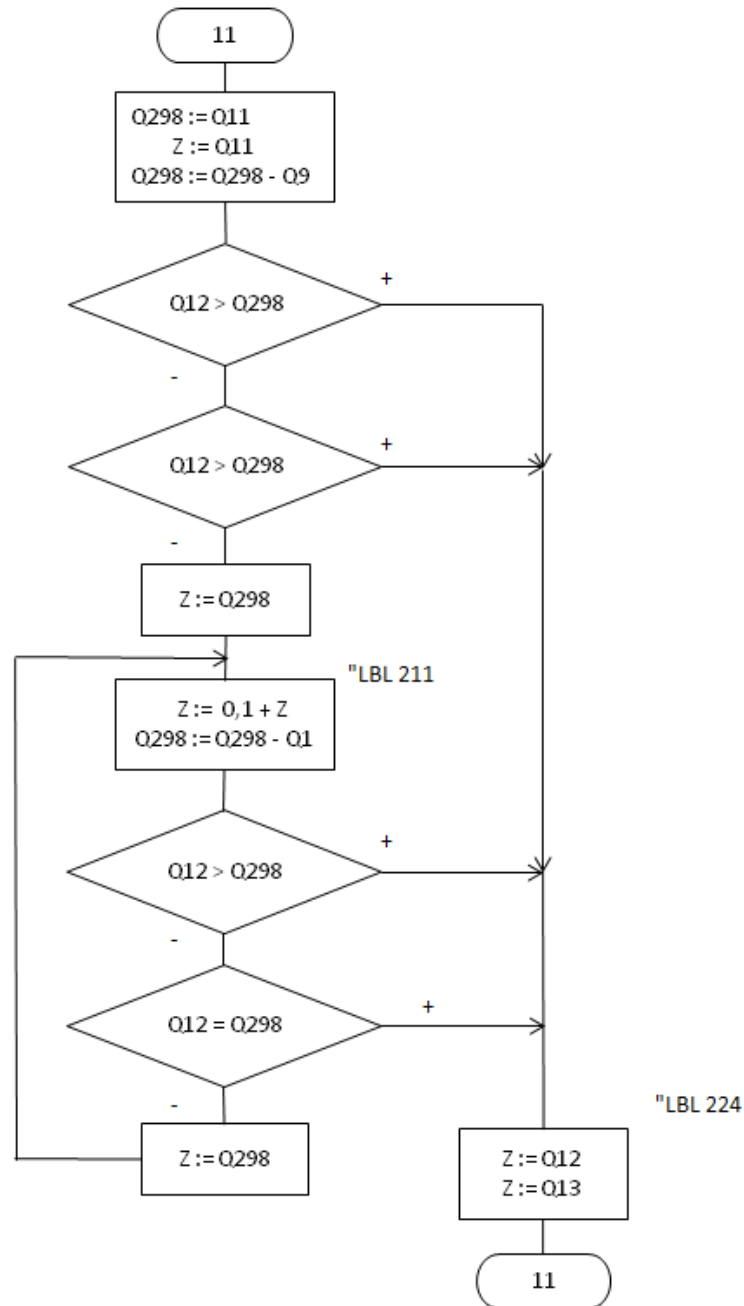 11
Q298 := Q11
Z := Q11
Q298 := Q298 - Q9
Q12 > Q298
+
-
Q12 > Q298
+
-
Z := Q298
"LBL 211
Z := 0,1 + Z
Q298 := Q298 - Q1
Q12 > Q298
+
-
Q12 = Q298
+
-
Z := Q298
"LBL 224
Z := Q12
Z := Q13
11